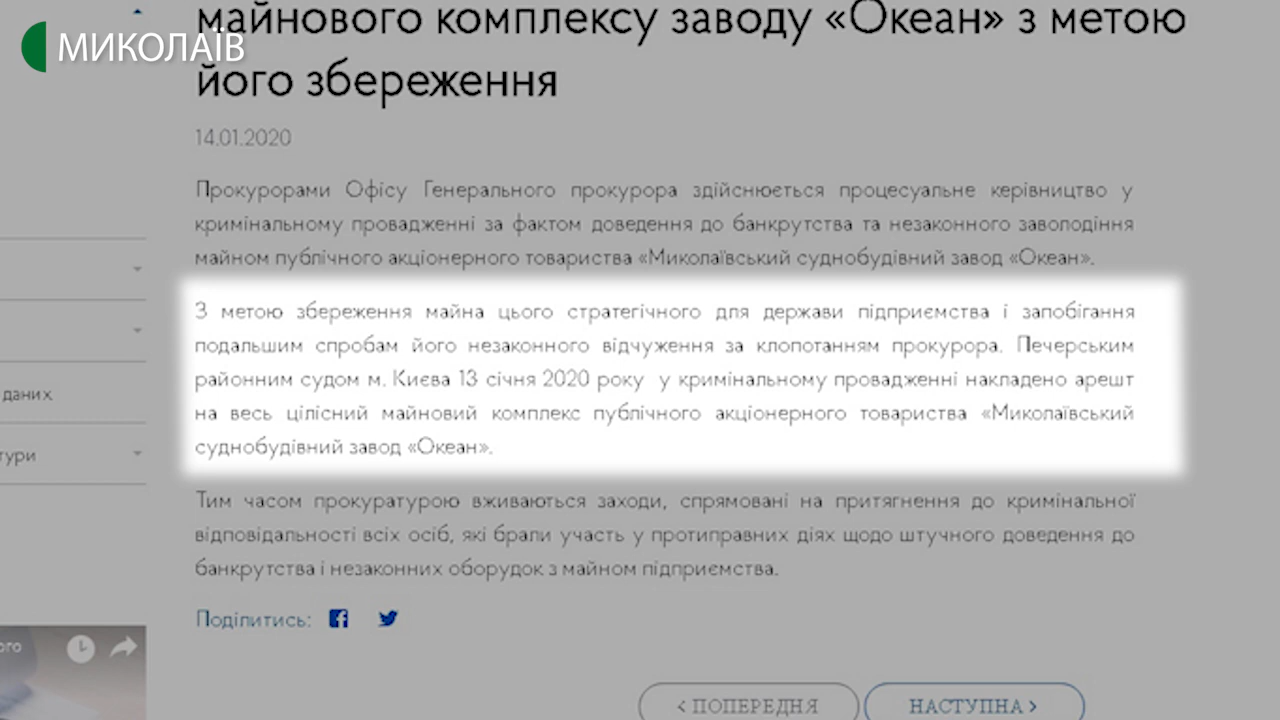 майнового комплексу заводу «Океан» з метою
МИКОЛАЇВ
його збереження
14.01.2020
Прокурорами Офісу Генерального прокурора здійснюється процесуальне керівництво у
кримінальному провадженні за фактом доведення до банкрутства та незаконного заволодіння
майном публічного акціонерного товариства «Миколаївський суднобудівний завод «Океан».
З метою збереження майна цього стратегічного для держави підприємства і запобігання
подальшим спробам його незаконного відчуження за клопотанням прокурора. Печерським
районним судом м. Києва 13 січня 2020 року у кримінальному провадженні накладено арешт
на весь цілісний майновий комплекс публічного акціонерного товариства «Миколаївський
суднобудівний завод «Океан».
даних
тури
Тим часом прокуратурою вживаються заходи, спрямовані на притягнення до кримінальної
відповідальності всіх осіб, які брали участь у протиправних діях щодо штучного доведення до
банкрутства і незаконних оборудок з майном підприємства.
Поділитись:
ого
< ПОПЕРЕДНЯ
НАСТУПНА >